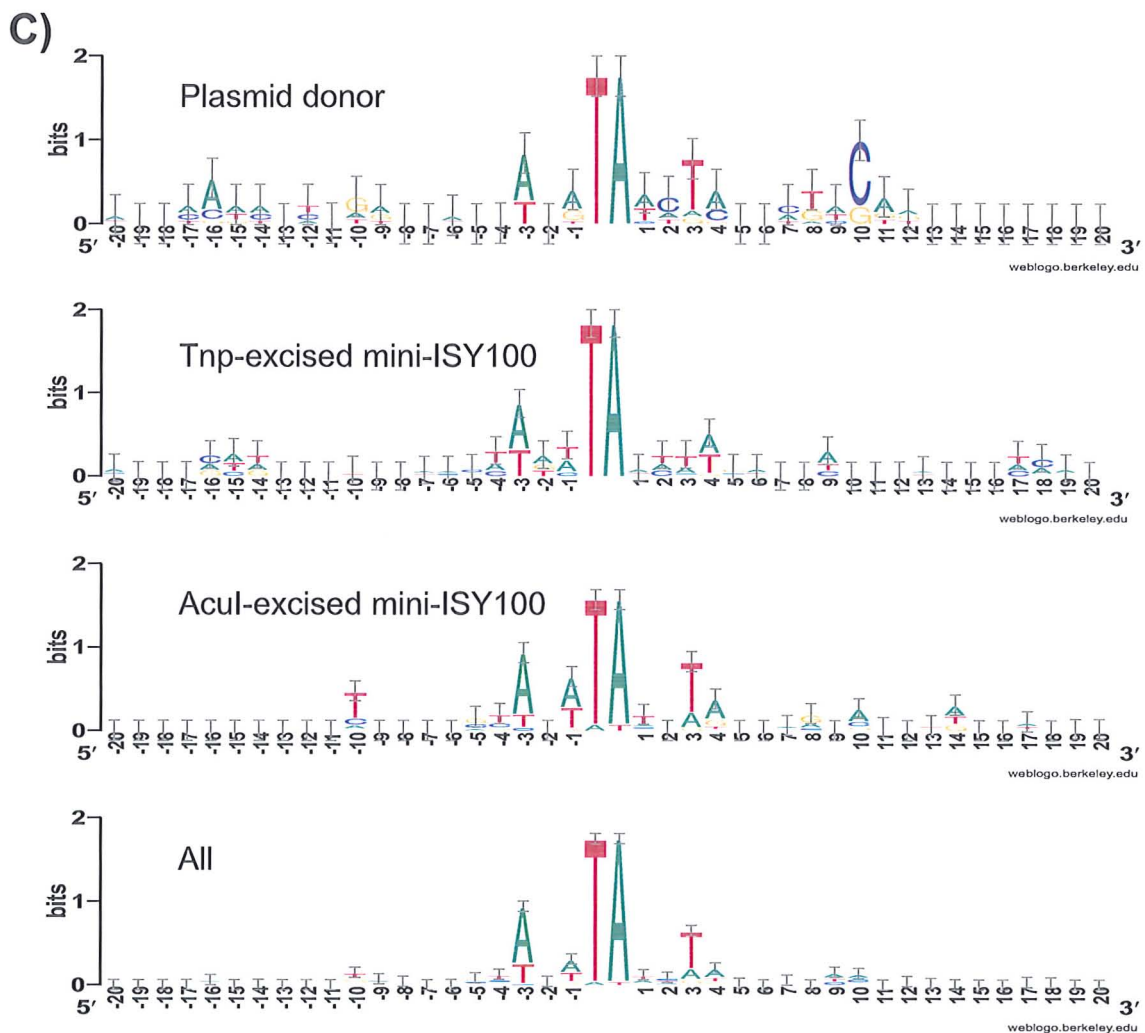 C)
2
Plasmid donor
bits
1
0
-20 -19 -18 -17 -16 -15 -14 -13 -12 -11 -10 -9 -8 -7 -6 -5 -4 -3 -2 -1 1 2 3 4 5 6 7 8 9 10 11 12 13 14 15 16 17 18 19 20
5′ 3′
weblogo.berkeley.edu
2
Tnp-excised mini-ISY100
bits
1
0
-20 -19 -18 -17 -16 -15 -14 -13 -12 -11 -10 -9 -8 -7 -6 -5 -4 -3 -2 -1 1 2 3 4 5 6 7 8 9 10 11 12 13 14 15 16 17 18 19 20
5′ 3′
weblogo.berkeley.edu
2
AcuI-excised mini-ISY100
bits
1
0
-20 -19 -18 -17 -16 -15 -14 -13 -12 -11 -10 -9 -8 -7 -6 -5 -4 -3 -2 -1 1 2 3 4 5 6 7 8 9 10 11 12 13 14 15 16 17 18 19 20
5′ 3′
weblogo.berkeley.edu
2
All
bits
1
0
-20 -19 -18 -17 -16 -15 -14 -13 -12 -11 -10 -9 -8 -7 -6 -5 -4 -3 -2 -1 1 2 3 4 5 6 7 8 9 10 11 12 13 14 15 16 17 18 19 20
5′ 3′
weblogo.berkeley.edu